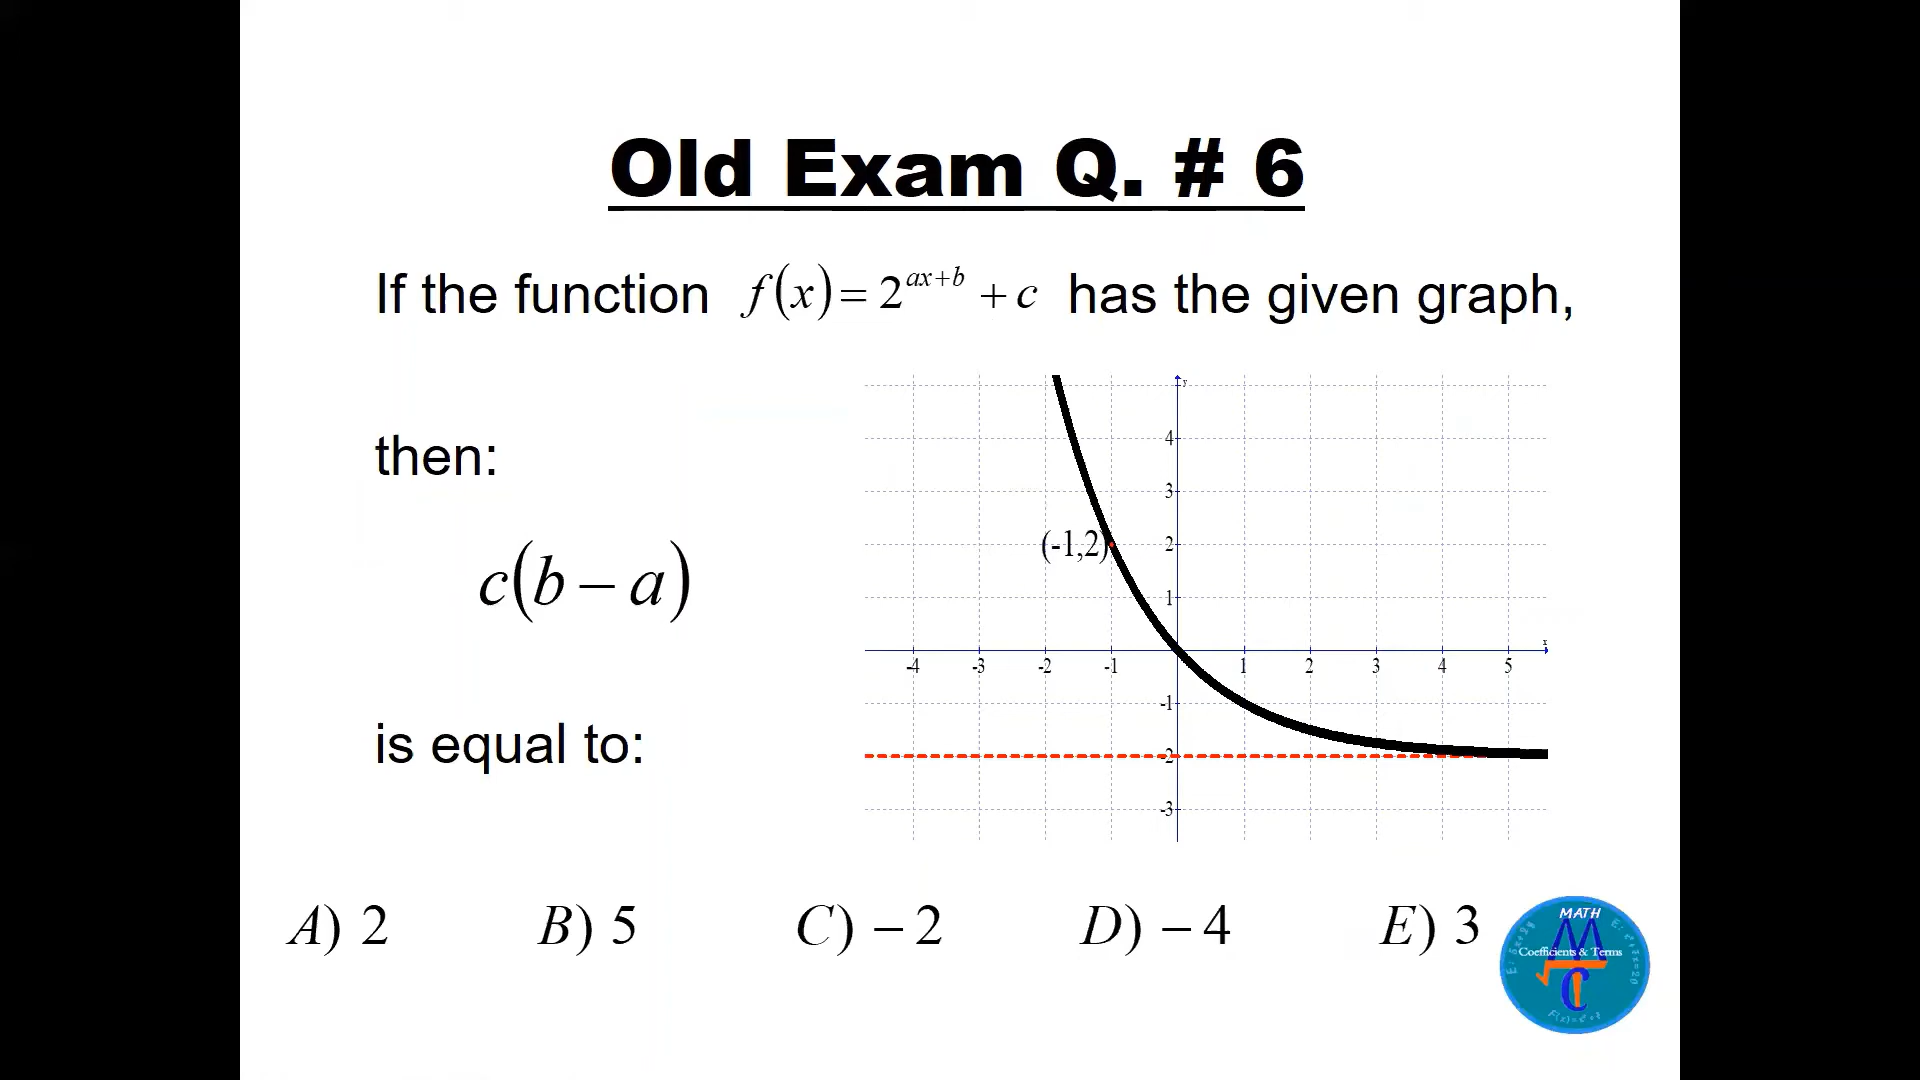 Old Exam Q. # 6
If the function f(x) = 2^{ax+b} + c has the given graph,
then:
c(b − a)
is equal to:
y
4
3
2
1
-1
-2
-3
(-1,2)
x
-4 -3 -2 -1 1 2 3 4 5
A) 2 B) 5 C) − 2 D) − 4 E) 3
MATH
Coefficients & Terms